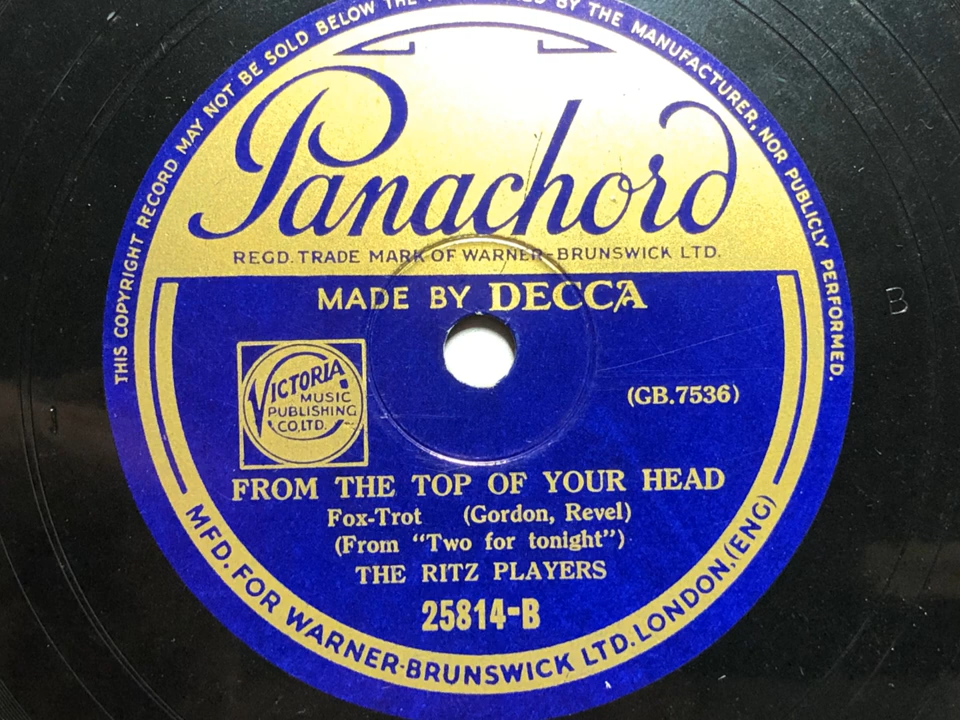 THIS COPYRIGHT RECORD MAY NOT BE SOLD BELOW THE BY THE MANUFACTURER, NOR PUBLICLY PERFORMED.
Panachord
REGD. TRADE MARK OF WARNER-BRUNSWICK LTD.
MADE BY DECCA
VICTORIA
MUSIC
PUBLISHING
CO, LTD.
(GB.7536)
FROM THE TOP OF YOUR HEAD
Fox-Trot (Gordon, Revel)
(From “Two for tonight”)
THE RITZ PLAYERS
25814-B
MFD. FOR WARNER-BRUNSWICK LTD. LONDON, (ENG)
B